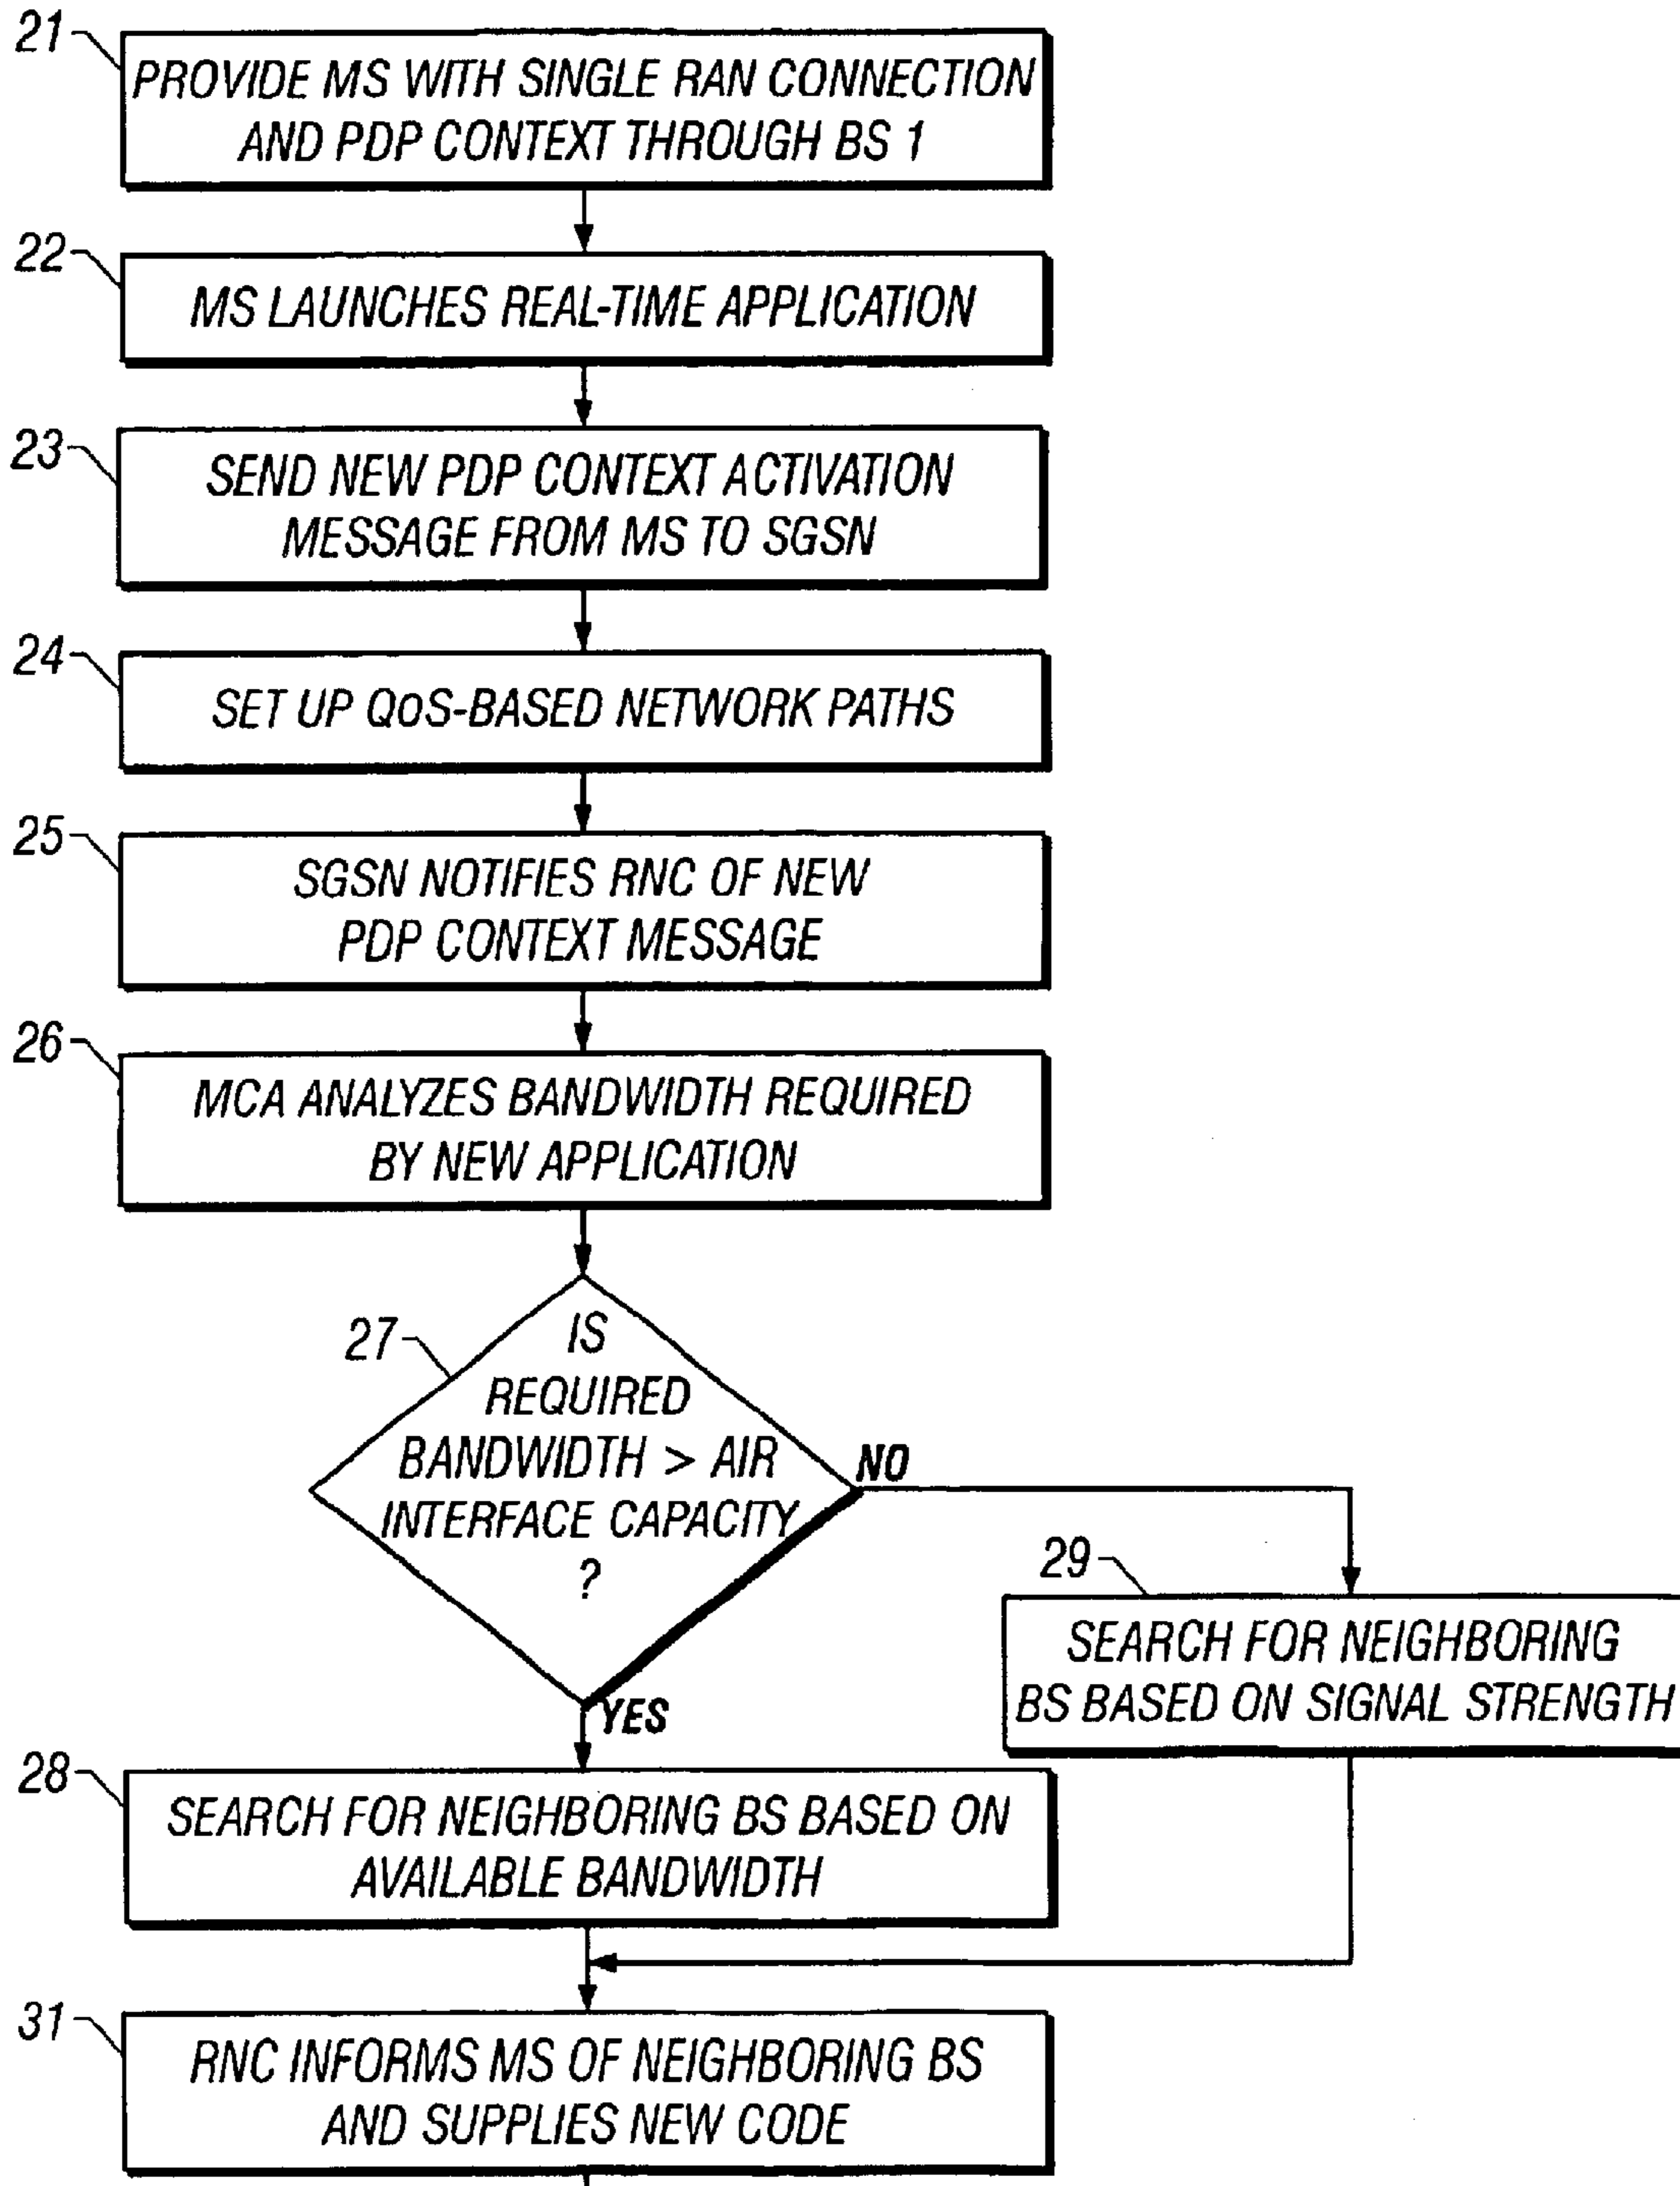 21
PROVIDE MS WITH SINGLE RAN CONNECTION
AND PDP CONTEXT THROUGH BS 1
22
MS LAUNCHES REAL-TIME APPLICATION
23
SEND NEW PDP CONTEXT ACTIVATION
MESSAGE FROM MS TO SGSN
24
SET UP QoS-BASED NETWORK PATHS
25
SGSN NOTIFIES RNC OF NEW
PDP CONTEXT MESSAGE
26
MCA ANALYZES BANDWIDTH REQUIRED
BY NEW APPLICATION
27
IS
REQUIRED
BANDWIDTH > AIR
INTERFACE CAPACITY
?
NO
29
SEARCH FOR NEIGHBORING
BS BASED ON SIGNAL STRENGTH
YES
28
SEARCH FOR NEIGHBORING BS BASED ON
AVAILABLE BANDWIDTH
31
RNC INFORMS MS OF NEIGHBORING BS
AND SUPPLIES NEW CODE